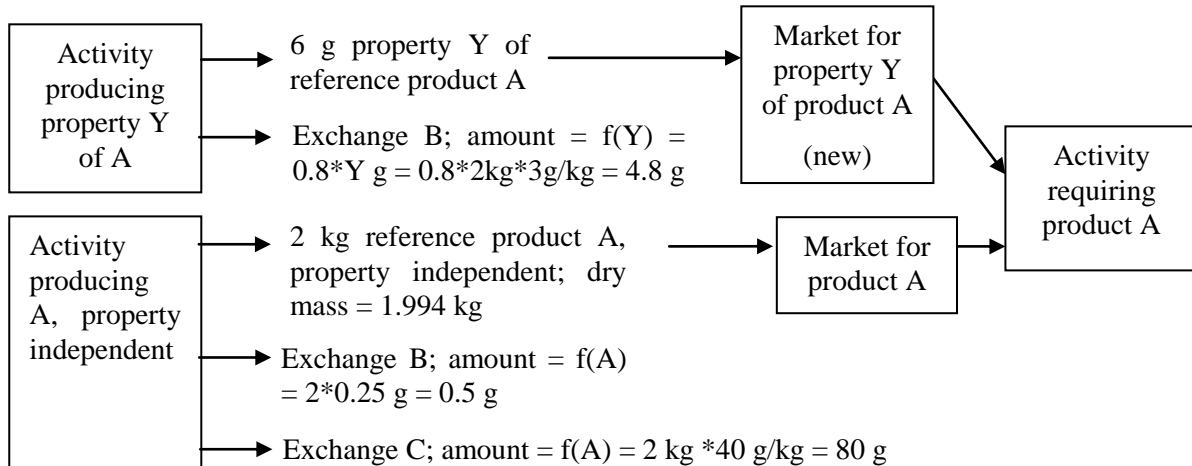 Activity
producing
property Y
of A
6 g property Y of
reference product A
Exchange B; amount = f(Y) =
0.8*Y g = 0.8*2kg*3g/kg = 4.8 g
Market for
property Y
of product A
(new)
Activity
requiring
product A
Activity
producing
A, property
independent
2 kg reference product A,
property independent; dry
mass = 1.994 kg
Market for
product A
Exchange B; amount = f(A)
= 2*0.25 g = 0.5 g
Exchange C; amount = f(A) = 2 kg *40 g/kg = 80 g